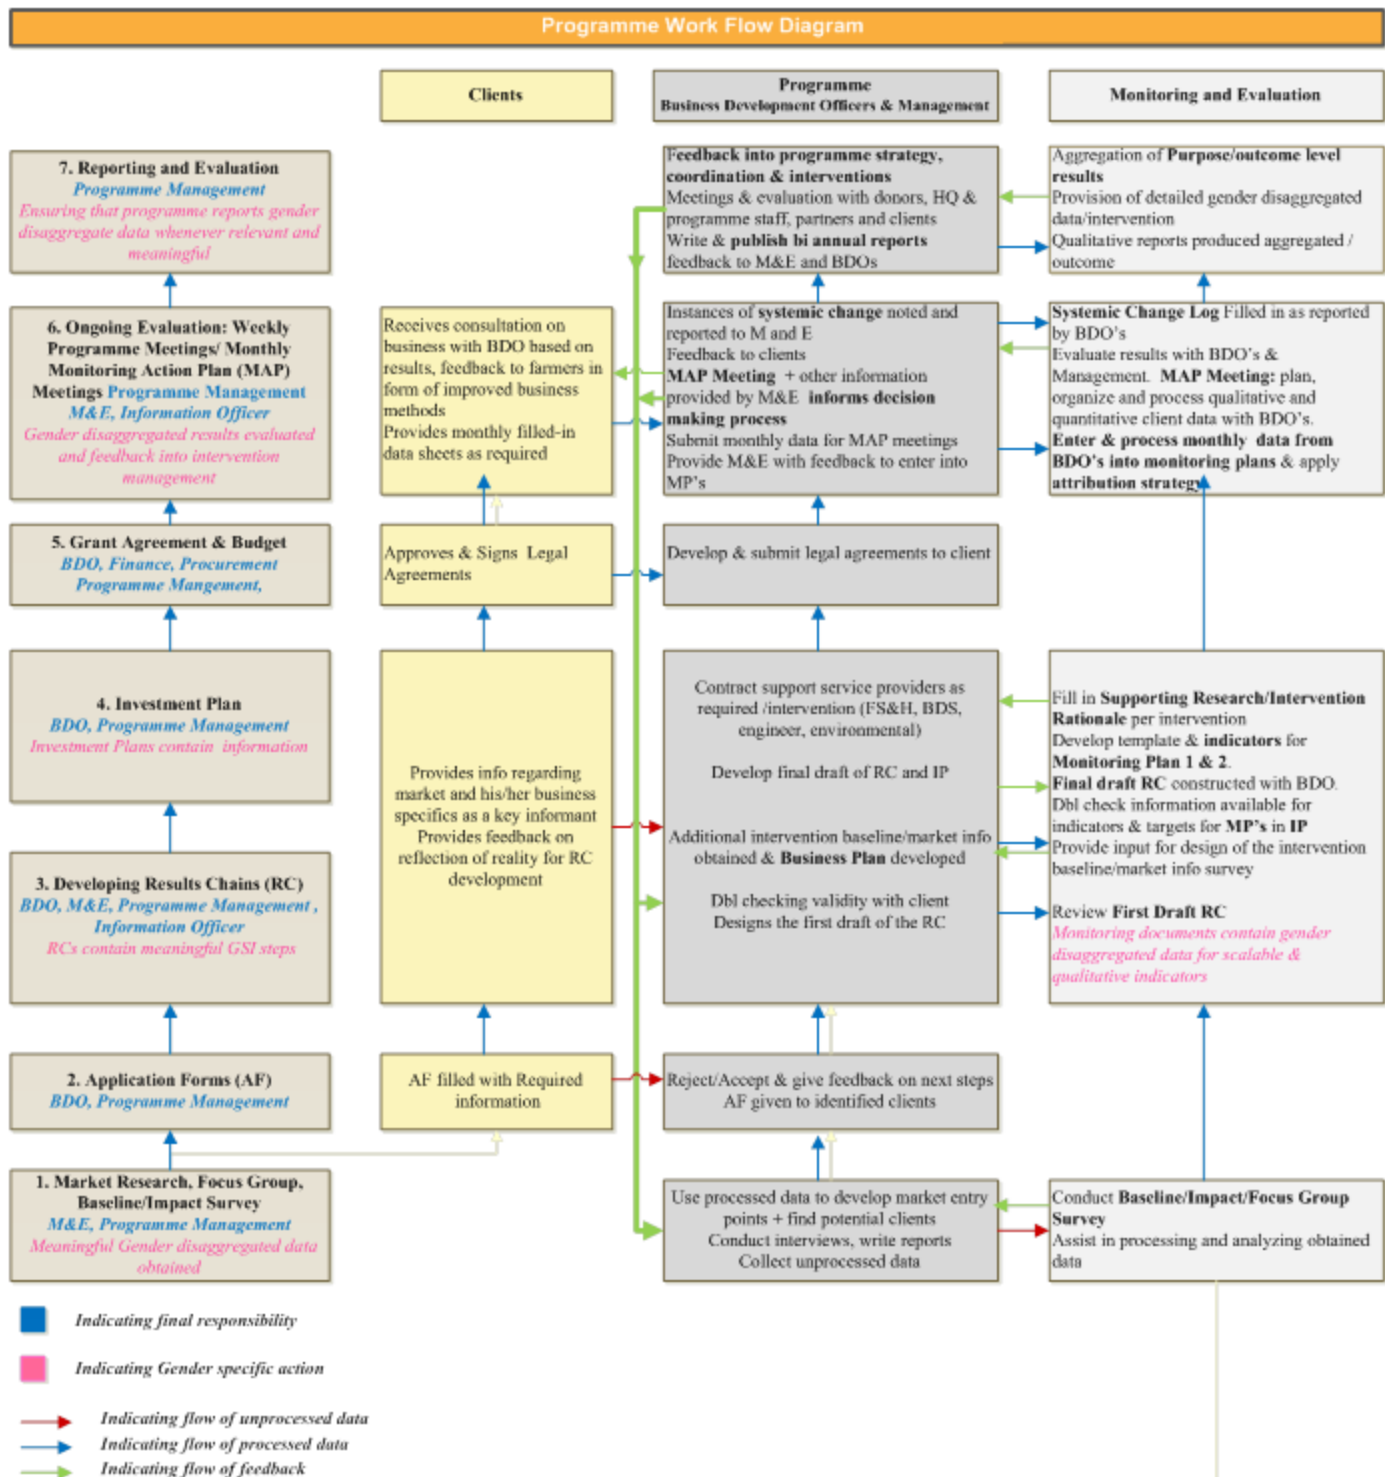 Programme Work Flow Diagram
Clients
Programme
Business Development Officers & Management
Monitoring and Evaluation
7. Reporting and Evaluation
Programme Management
Ensuring that programme reports gender
disaggregate data whenever relevant and
meaningful
Feedback into programme strategy,
coordination & interventions
Meetings & evaluation with donors, HQ &
programme staff, partners and clients
Write & publish bi annual reports
feedback to M&E and BDOs
Aggregation of Purpose/outcome level
results
Provision of detailed gender disaggregated
data/intervention
Qualitative reports produced aggregated /
outcome
6. Ongoing Evaluation: Weekly
Programme Meetings/ Monthly
Monitoring Action Plan (MAP)
Meetings Programme Management
M&E, Information Officer
Gender disaggregated results evaluated
and feedback into intervention
management
Receives consultation on
business with BDO based on
results, feedback to farmers in
form of improved business
methods
Provides monthly filled-in
data sheets as required
Instances of systemic change noted and
reported to M and E
Feedback to clients
MAP Meeting + other information
provided by M&E informs decision
making process
Submit monthly data for MAP meetings
Provide M&E with feedback to enter into
MP's
Systemic Change Log Filled in as reported
by BDO's
Evaluate results with BDO's &
Management. MAP Meeting: plan,
organize and process qualitative and
quantitative client data with BDO's.
Enter & process monthly data from
BDO's into monitoring plans & apply
attribution strategy
5. Grant Agreement & Budget
BDO, Finance, Procurement
Programme Mangement,
Approves & Signs Legal
Agreements
Develop & submit legal agreements to client
4. Investment Plan
BDO, Programme Management
Investment Plans contain information
3. Developing Results Chains (RC)
BDO, M&E, Programme Management ,
Information Officer
RCs contain meaningful GSI steps
Provides info regarding
market and his/her business
specifics as a key informant
Provides feedback on
reflection of reality for RC
development
Contract support service providers as
required /intervention (FS&H, BDS,
engineer, environmental)
Develop final draft of RC and IP
Additional intervention baseline/market info
obtained & Business Plan developed
Dbl checking validity with client
Designs the first draft of the RC
Fill in Supporting Research/Intervention
Rationale per intervention
Develop template & indicators for
Monitoring Plan 1 & 2.
Final draft RC constructed with BDO.
Dbl check information available for
indicators & targets for MP's in IP
Provide input for design of the intervention
baseline/market info survey
Review First Draft RC
Monitoring documents contain gender
disaggregated data for scalable &
qualitative indicators
2. Application Forms (AF)
BDO, Programme Management
AF filled with Required
information
Reject/Accept & give feedback on next steps
AF given to identified clients
1. Market Research, Focus Group,
Baseline/Impact Survey
M&E, Programme Management
Meaningful Gender disaggregated data
obtained
Use processed data to develop market entry
points + find potential clients
Conduct interviews, write reports
Collect unprocessed data
Conduct Baseline/Impact/Focus Group
Survey
Assist in processing and analyzing obtained
data
Indicating final responsibility
Indicating Gender specific action
Indicating flow of unprocessed data
Indicating flow of processed data
Indicating flow of feedback